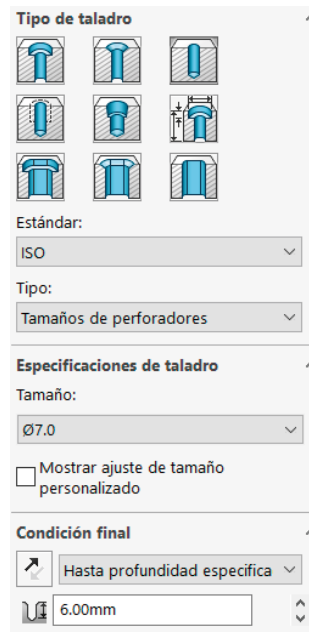 Tipo de taladro
Estándar:
ISO
Tipo:
Tamaños de perforadores
Especificaciones de taladro
Tamaño:
Ø7.0
Mostrar ajuste de tamaño
personalizado
Condición final
Hasta profundidad especifica
6.00mm